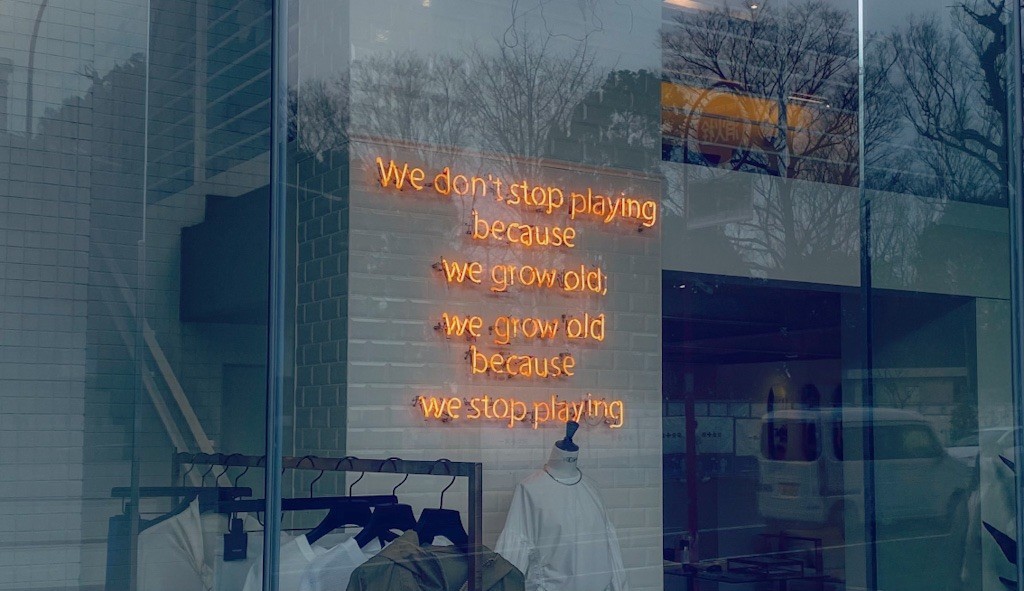 We don't stop playing
because
we grow old;
we grow old
because
we stop playing